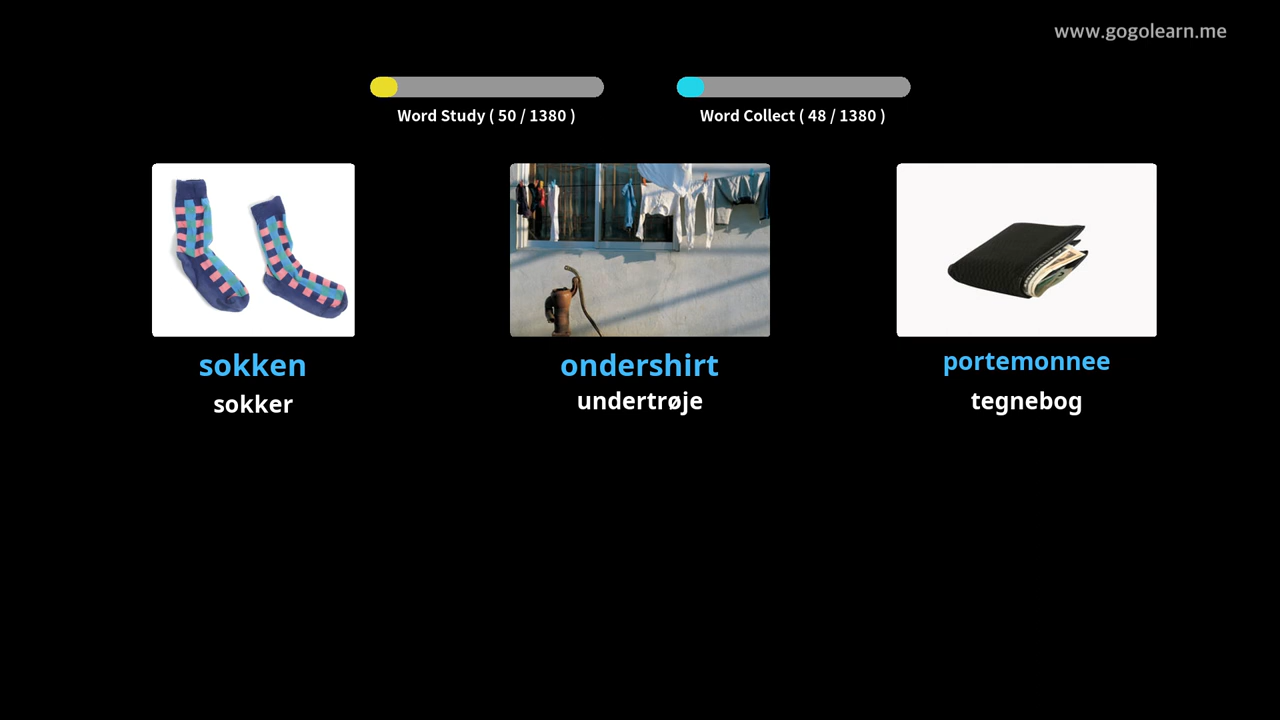 www.gogolearn.me
Word Study ( 50 / 1380 )
Word Collect ( 48 / 1380 )
sokken
sokker
ondershirt
undertrøje
portemonnee
tegnebog